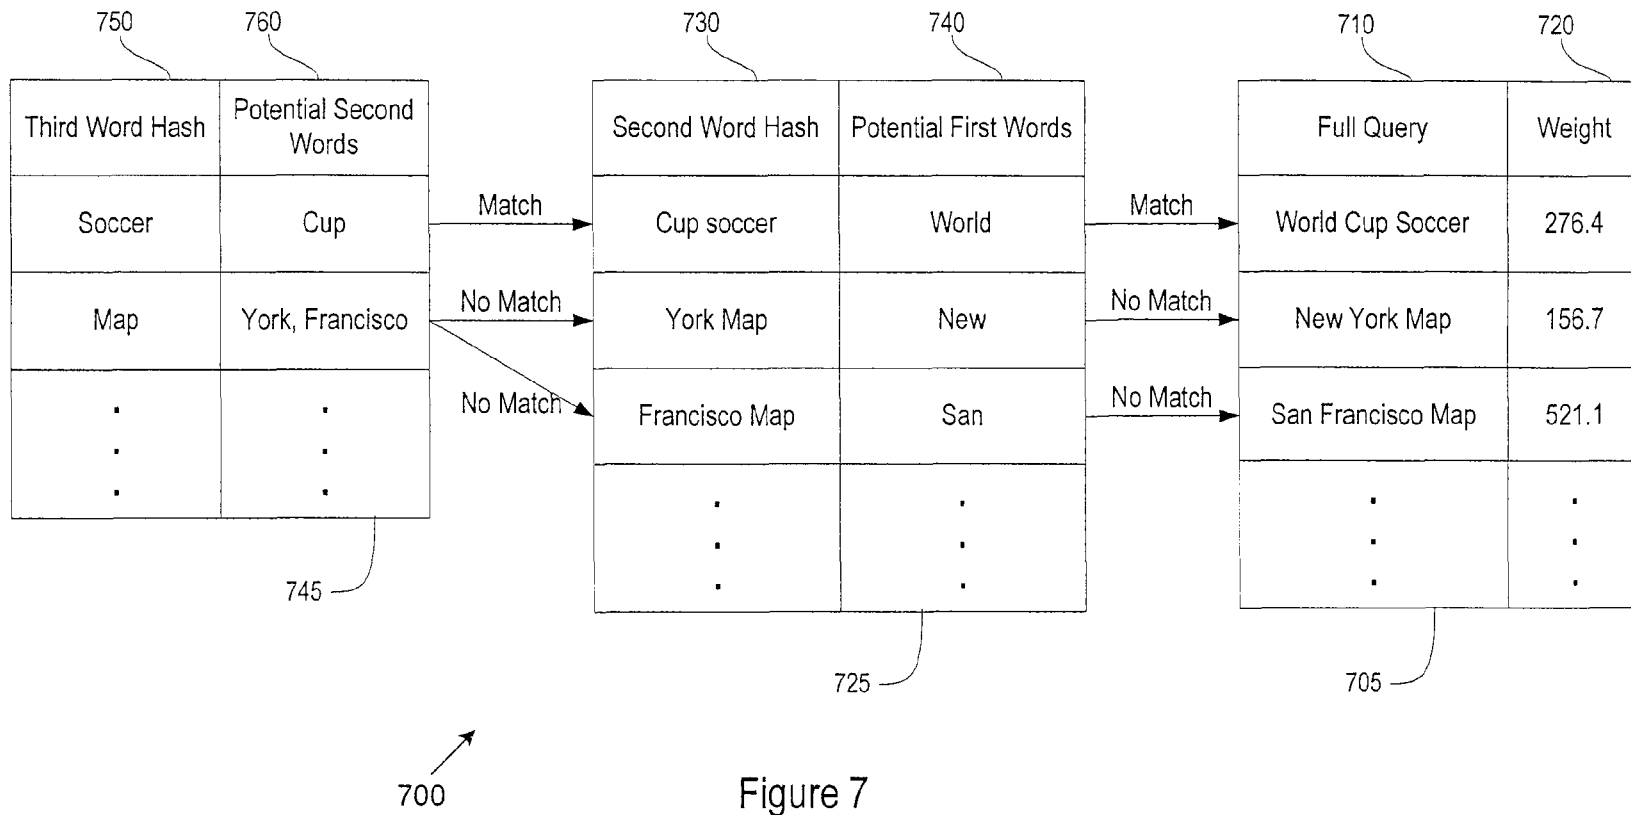 750 760 730 740 710 720
Third Word Hash Potential Second Words Second Word Hash Potential First Words Full Query Weight
Soccer Cup Match Cup soccer World Match World Cup Soccer 276.4
Map York, Francisco No Match York Map New No Match New York Map 156.7
No Match Francisco Map San No Match San Francisco Map 521.1
745
725 705
700
Figure 7